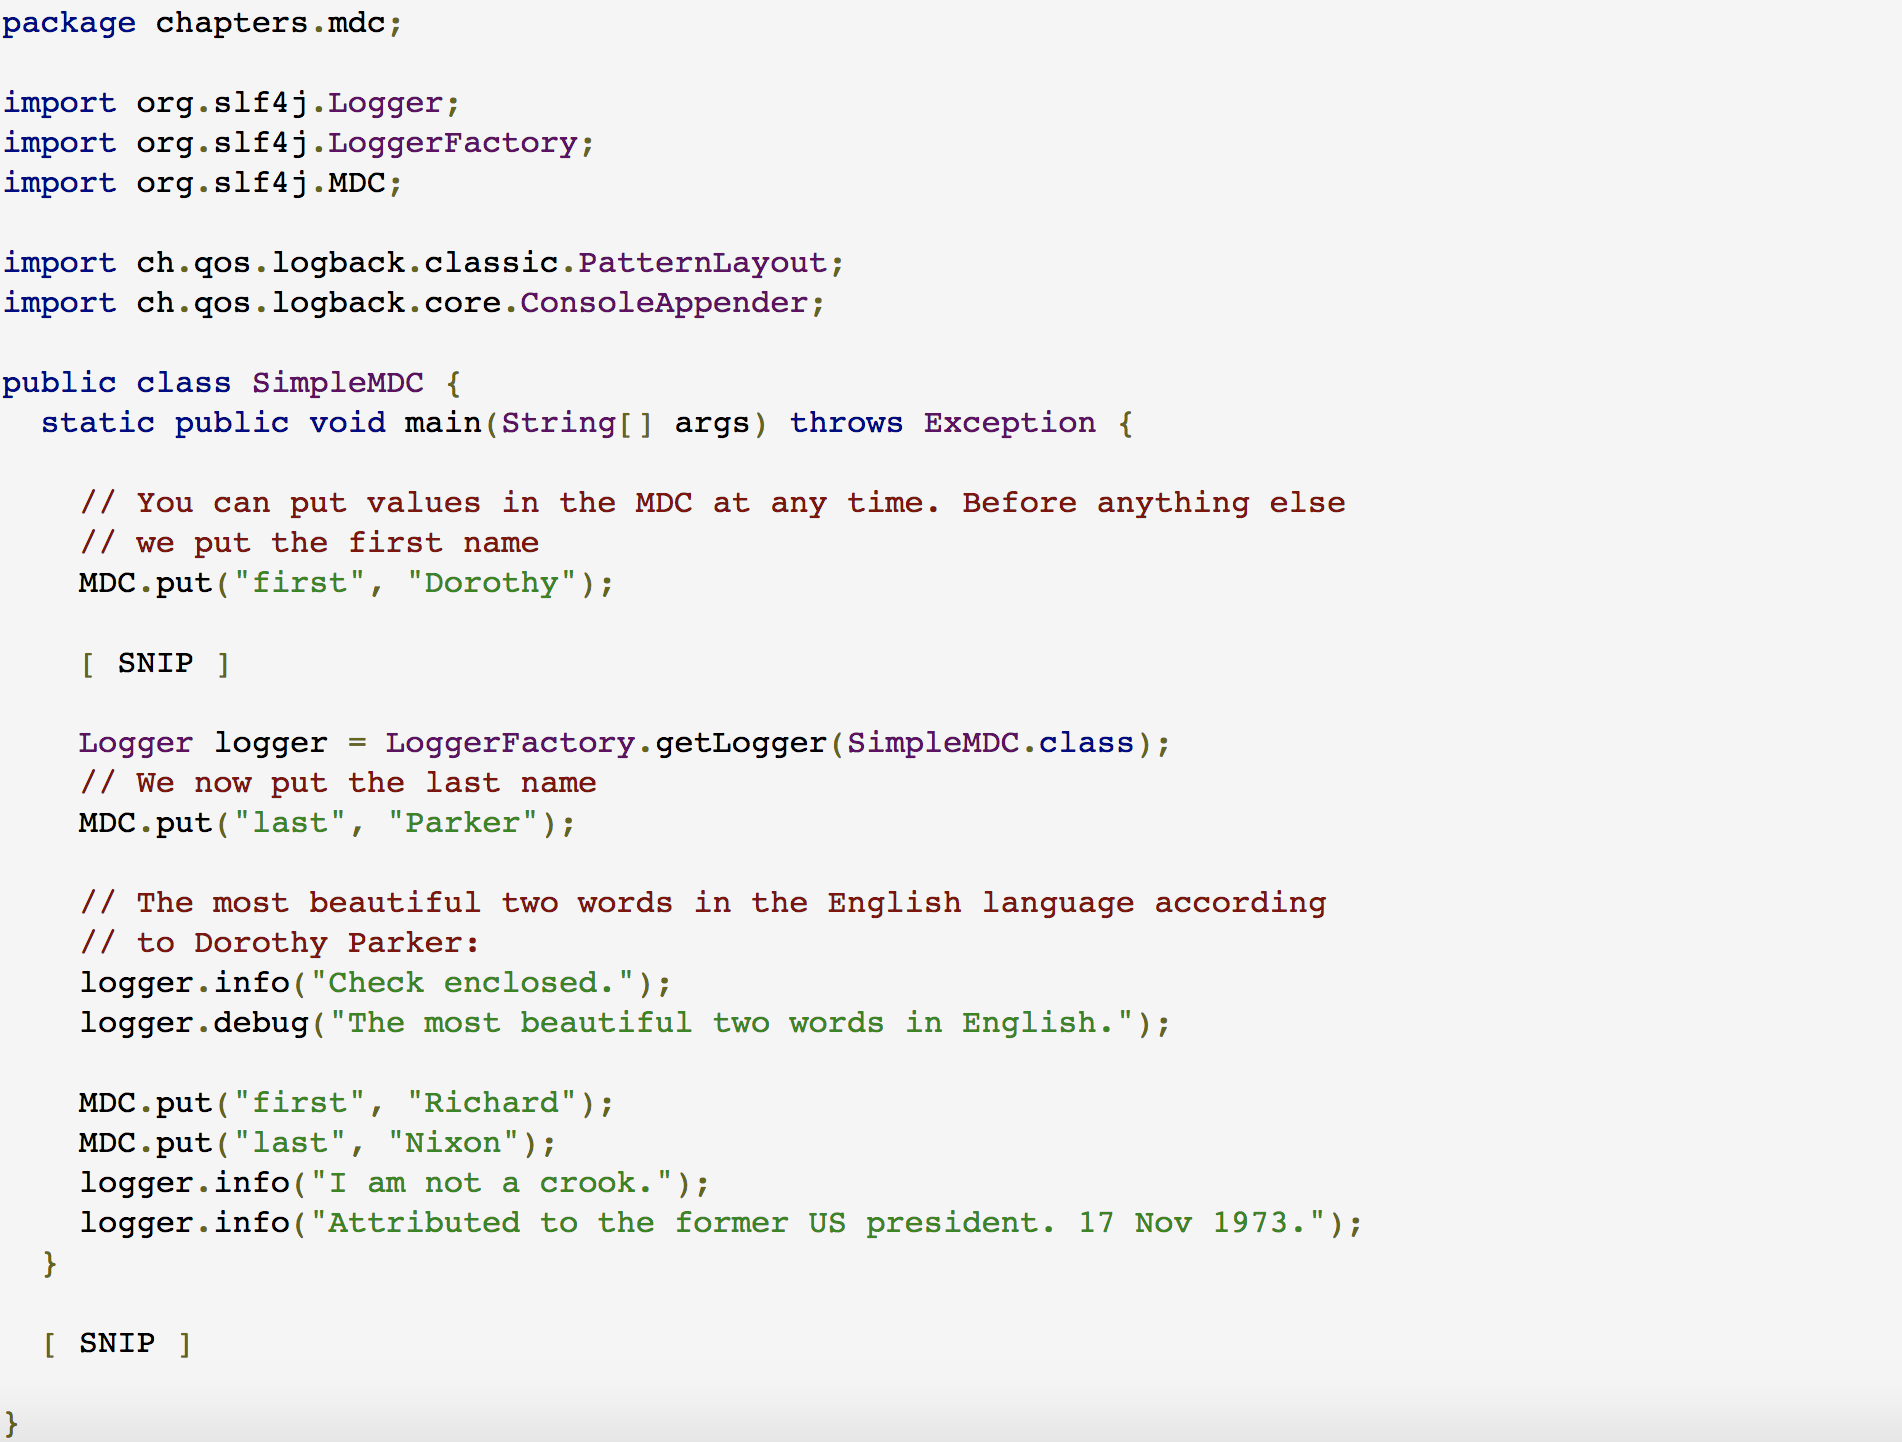 package chapters.mdc;
import org.slf4j.Logger;
import org.slf4j.LoggerFactory;
import org.slf4j.MDC;
import ch.qos.logback.classic.PatternLayout;
import ch.qos.logback.core.ConsoleAppender;
public class SimpleMDC {
static public void main(String[] args) throws Exception {
// You can put values in the MDC at any time. Before anything else
// we put the first name
MDC.put("first", "Dorothy");
[ SNIP ]
Logger logger = LoggerFactory.getLogger(SimpleMDC.class);
// We now put the last name
MDC.put("last", "Parker");
// The most beautiful two words in the English language according
// to Dorothy Parker:
logger.info("Check enclosed.");
logger.debug("The most beautiful two words in English.");
MDC.put("first", "Richard");
MDC.put("last", "Nixon");
logger.info("I am not a crook.");
logger.info("Attributed to the former US president. 17 Nov 1973.");
}
[ SNIP ]
}